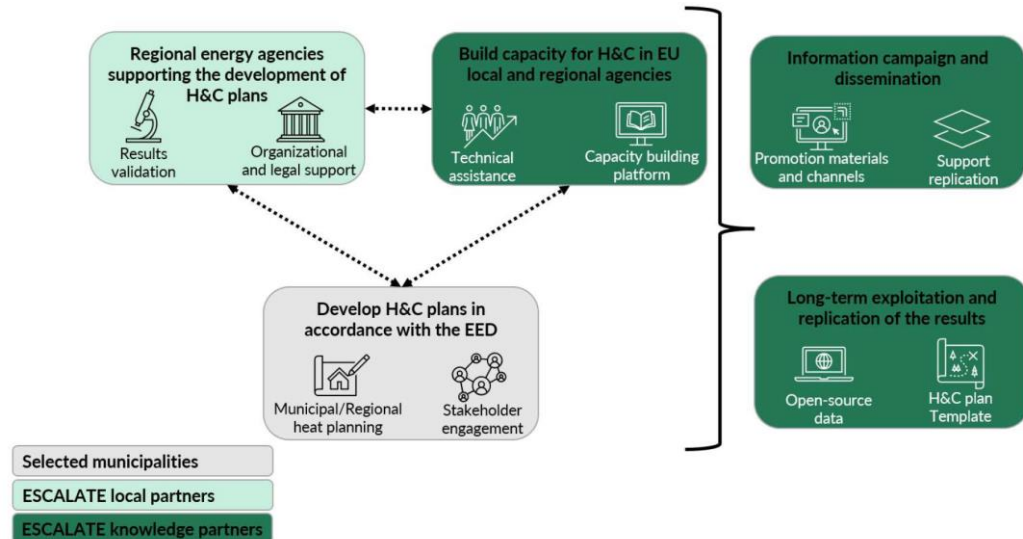 Regional energy agencies
supporting the development of
H&C plans
Results
validation
Organizational
and legal support
Build capacity for H&C in EU
local and regional agencies
Technical
assistance
Capacity building
platform
Information campaign and
dissemination
Promotion materials
and channels
Support
replication
Develop H&C plans in
accordance with the EED
Municipal/Regional
heat planning
Stakeholder
engagement
Long-term exploitation and
replication of the results
Open-source
data
H&C plan
Template
Selected municipalities
ESCALATE local partners
ESCALATE knowledge partners